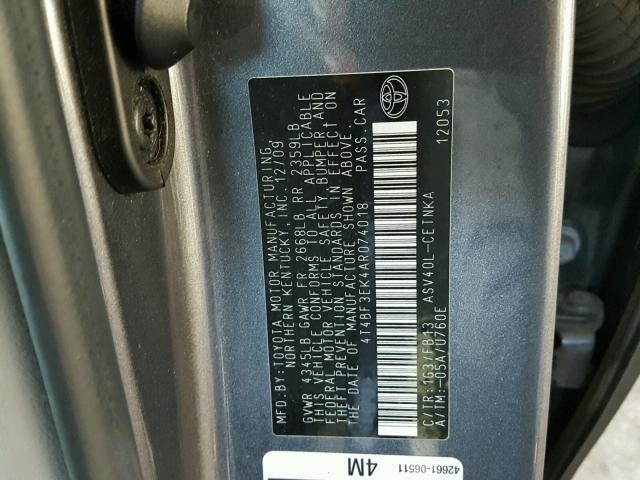 MFD.BY:TOYOTA MOTOR MANUFACTURING,
NORTHERN KENTUCKY, INC. 12/09
GVWR 4345LB GAWR FR 2668LB RR 2359LB
THIS VEHICLE CONFORMS TO ALL APPLICABLE
FEDERAL MOTOR VEHICLE SAFETY, BUMPER AND
THEFT PREVENTION STANDARDS IN EFFECT ON
THE DATE OF MANUFACTURE SHOWN ABOVE.
4T4BF3EK4AR074018 PASS.CAR
C/TR:1G3/FB13 ASV40L-CETNKA
A/TM:-05A/U760E 12053
42661-06511
4M